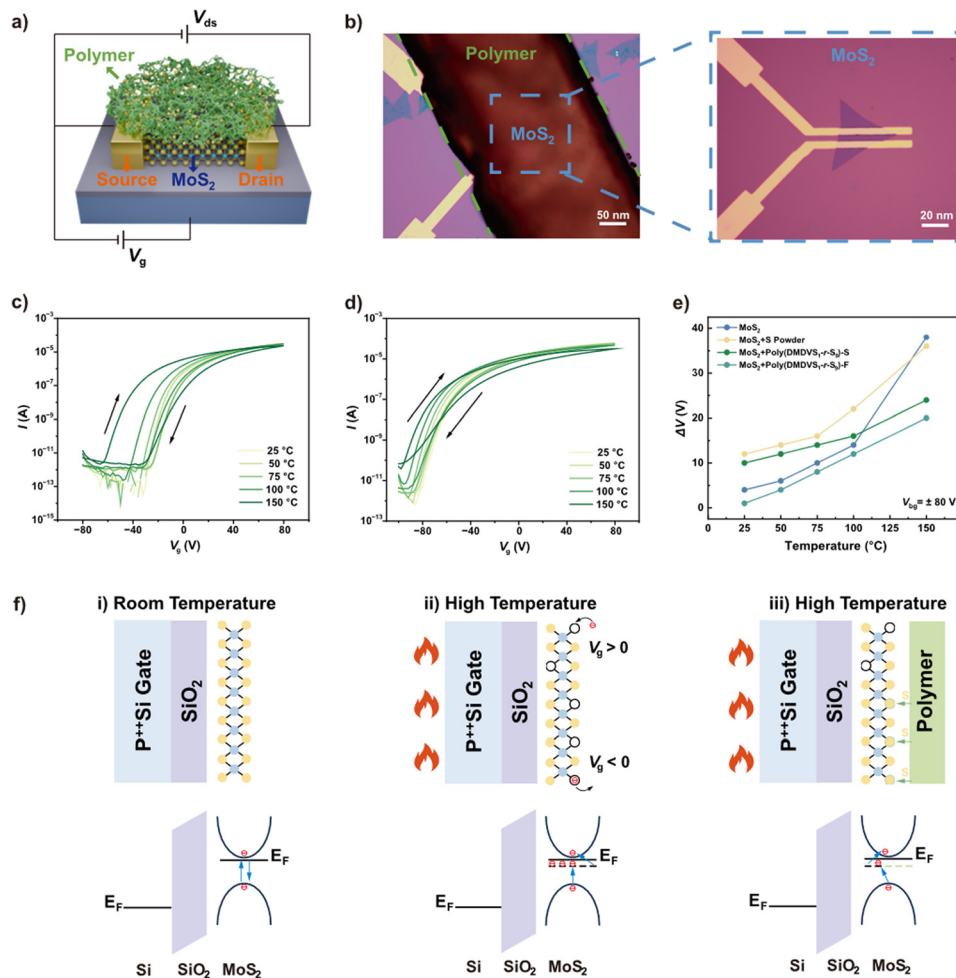 a)
V_ds
Polymer
Source
MoS₂
Drain
V_g
b)
Polymer
MoS₂
50 nm
MoS₂
20 nm
c)
I (A)
10⁻³
10⁻⁵
10⁻⁷
10⁻⁹
10⁻¹¹
10⁻¹³
10⁻¹⁵
25 °C
50 °C
75 °C
100 °C
150 °C
−80 −40 0 40 80
V_g (V)
d)
I (A)
10⁻³
10⁻⁵
10⁻⁷
10⁻⁹
10⁻¹¹
10⁻¹³
25 °C
50 °C
75 °C
100 °C
150 °C
−80 −40 0 40 80
V_g (V)
e)
ΔV (V)
40
30
20
10
0
MoS₂
MoS₂+S Powder
MoS₂+Poly(DMDVS₁-r-S₉)-S
MoS₂+Poly(DMDVS₁-r-S₉)-F
V_bg= ± 80 V
0 25 50 75 100 125 150
Temperature (°C)
f)
i) Room Temperature
P⁺⁺Si Gate
SiO₂
E_F
E_F
Si SiO₂ MoS₂
ii) High Temperature
P⁺⁺Si Gate
SiO₂
V_g > 0
V_g < 0
E_F
E_F
Si SiO₂ MoS₂
iii) High Temperature
P⁺⁺Si Gate
SiO₂
S
S
S
Polymer
E_F
E_F
Si SiO₂ MoS₂